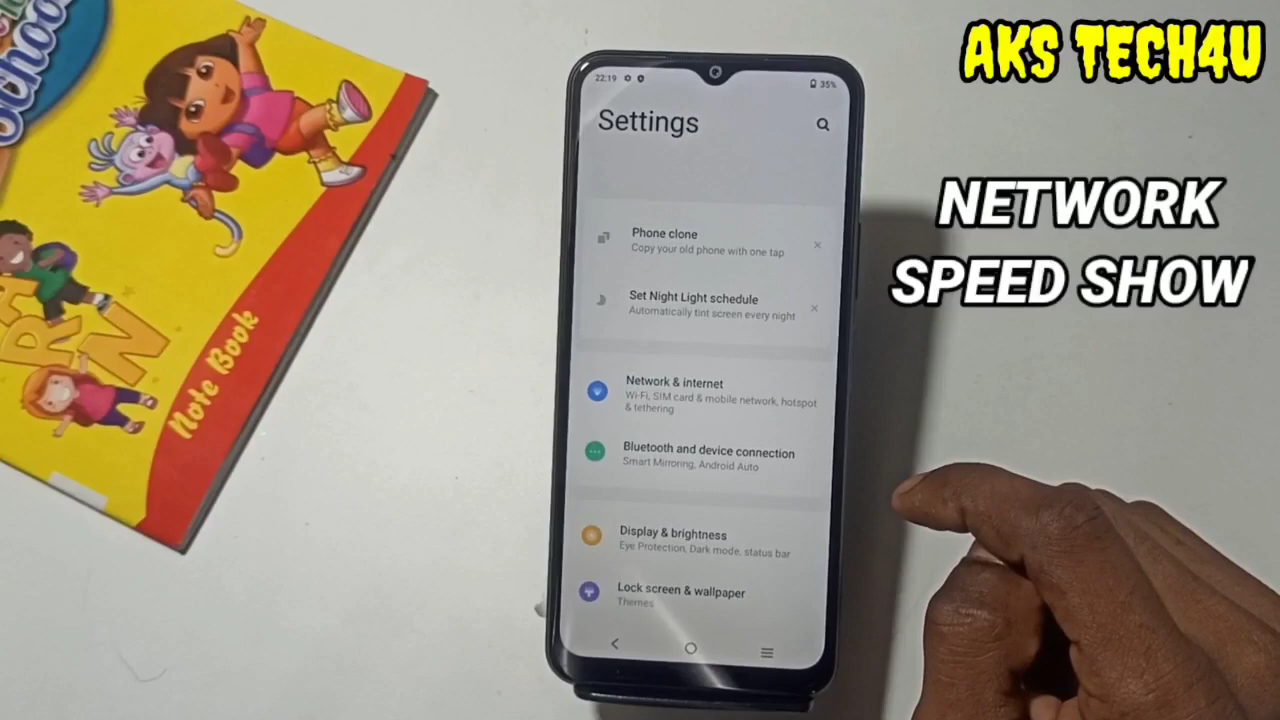 School
ARN
Note Book
22:19
35%
Settings
Phone clone
Copy your old phone with one tap
Set Night Light schedule
Automatically tint screen every night
Network & internet
Wi-Fi, SIM card & mobile network, hotspot
& tethering
Bluetooth and device connection
Smart Mirroring, Android Auto
Display & brightness
Eye Protection, Dark mode, status bar
Lock screen & wallpaper
Themes
AKS TECH4U
NETWORK
SPEED SHOW